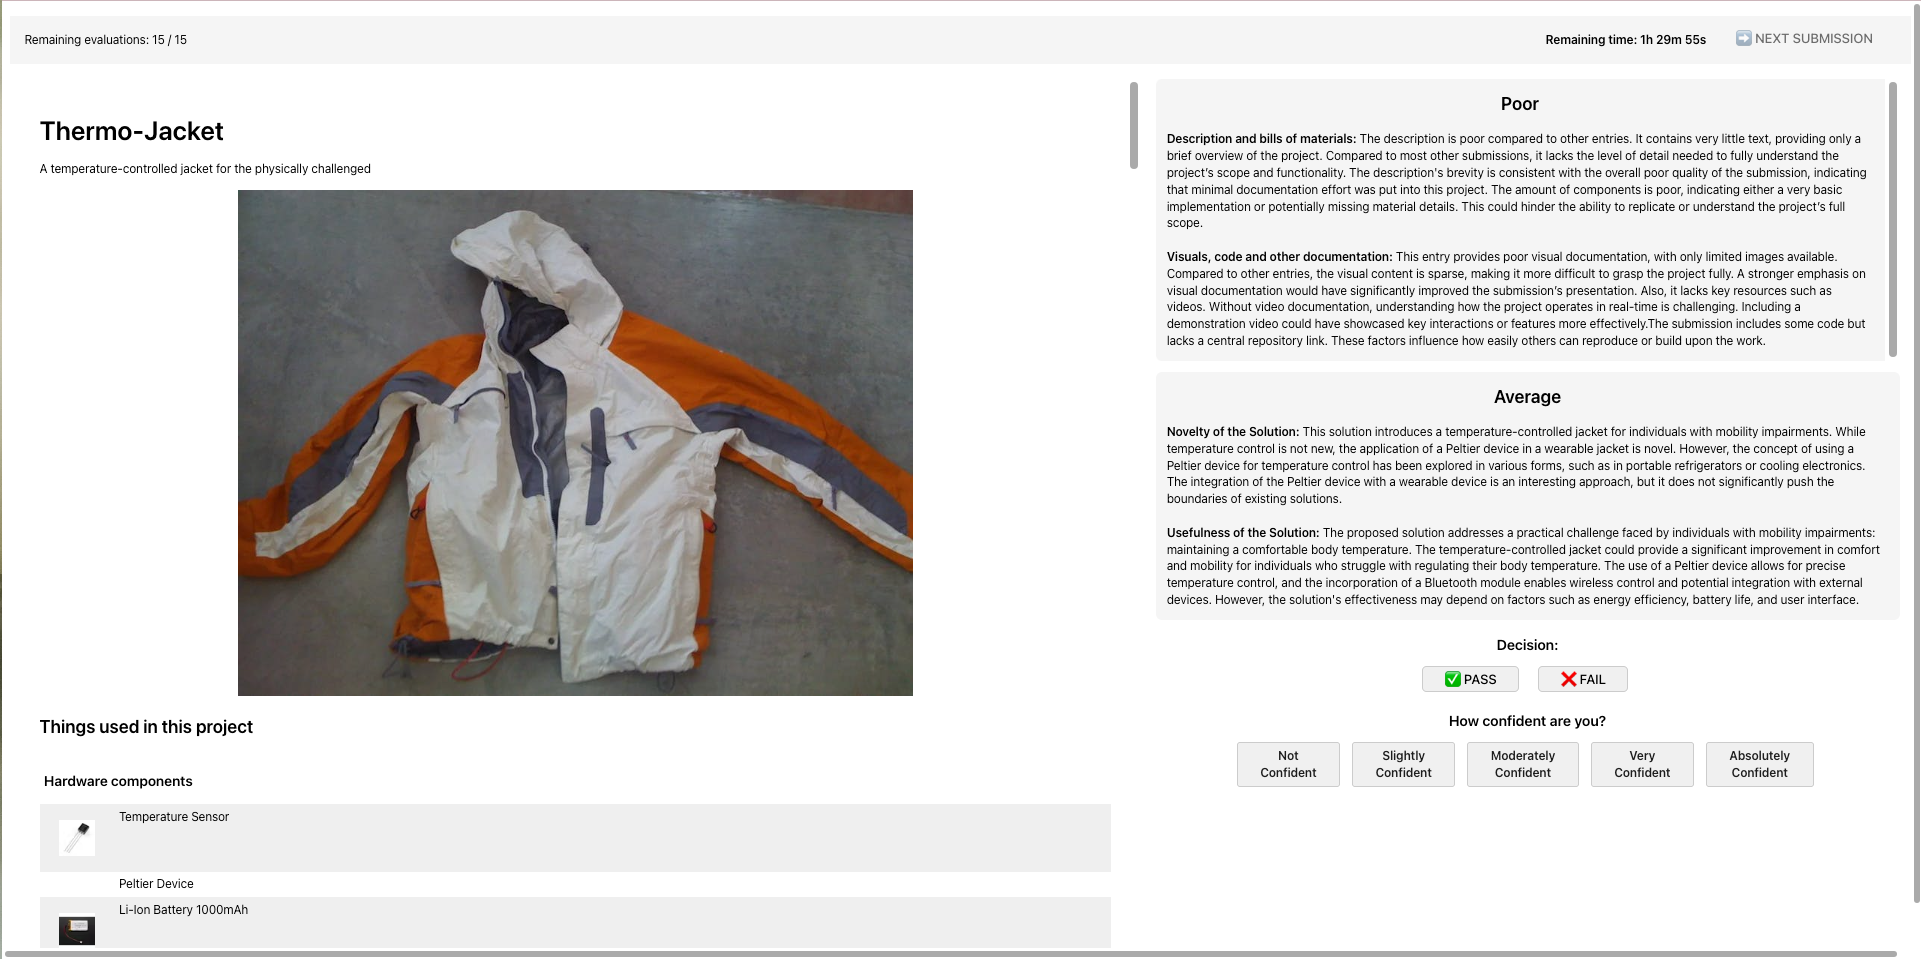 Remaining evaluations: 15 / 15
Remaining time: 1h 29m 55s
➡️ NEXT SUBMISSION
Thermo-Jacket
A temperature-controlled jacket for the physically challenged
Things used in this project
Hardware components
Temperature Sensor
Peltier Device
Li-Ion Battery 1000mAh
Poor
Description and bills of materials: The description is poor compared to other entries. It contains very little text, providing only a
brief overview of the project. Compared to most other submissions, it lacks the level of detail needed to fully understand the
project's scope and functionality. The description's brevity is consistent with the overall poor quality of the submission, indicating
that minimal documentation effort was put into this project. The amount of components is poor, indicating either a very basic
implementation or potentially missing material details. This could hinder the ability to replicate or understand the project's full
scope.
Visuals, code and other documentation: This entry provides poor visual documentation, with only limited images available.
Compared to other entries, the visual content is sparse, making it more difficult to grasp the project fully. A stronger emphasis on
visual documentation would have significantly improved the submission's presentation. Also, it lacks key resources such as
videos. Without video documentation, understanding how the project operates in real-time is challenging. Including a
demonstration video could have showcased key interactions or features more effectively.The submission includes some code but
lacks a central repository link. These factors influence how easily others can reproduce or build upon the work.
Average
Novelty of the Solution: This solution introduces a temperature-controlled jacket for individuals with mobility impairments. While
temperature control is not new, the application of a Peltier device in a wearable jacket is novel. However, the concept of using a
Peltier device for temperature control has been explored in various forms, such as in portable refrigerators or cooling electronics.
The integration of the Peltier device with a wearable device is an interesting approach, but it does not significantly push the
boundaries of existing solutions.
Usefulness of the Solution: The proposed solution addresses a practical challenge faced by individuals with mobility impairments:
maintaining a comfortable body temperature. The temperature-controlled jacket could provide a significant improvement in comfort
and mobility for individuals who struggle with regulating their body temperature. The use of a Peltier device allows for precise
temperature control, and the incorporation of a Bluetooth module enables wireless control and potential integration with external
devices. However, the solution's effectiveness may depend on factors such as energy efficiency, battery life, and user interface.
Decision:
✅ PASS
❌ FAIL
How confident are you?
Not
Confident
Slightly
Confident
Moderately
Confident
Very
Confident
Absolutely
Confident